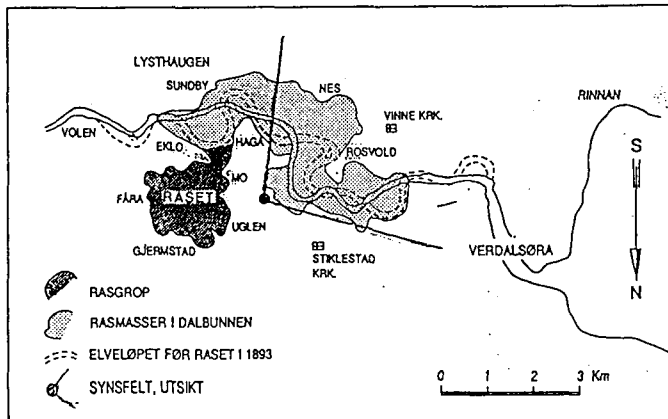 LYSTHAUGEN
SUNDBY
NES
RINNAN
VINNE KRK.
VOLEN
EKLO
HAGA
ROSVOLD
S
MO
FÅRA
RASET
UGLEN
GJERMSTAD
STIKLESTAD
KRK.
VERDALSØRA
N
RASGROP
RASMASSER I DALBUNNEN
ELVELØPET FØR RASET I 1893
SYNSFELT, UTSIKT
0 1 2 3 Km